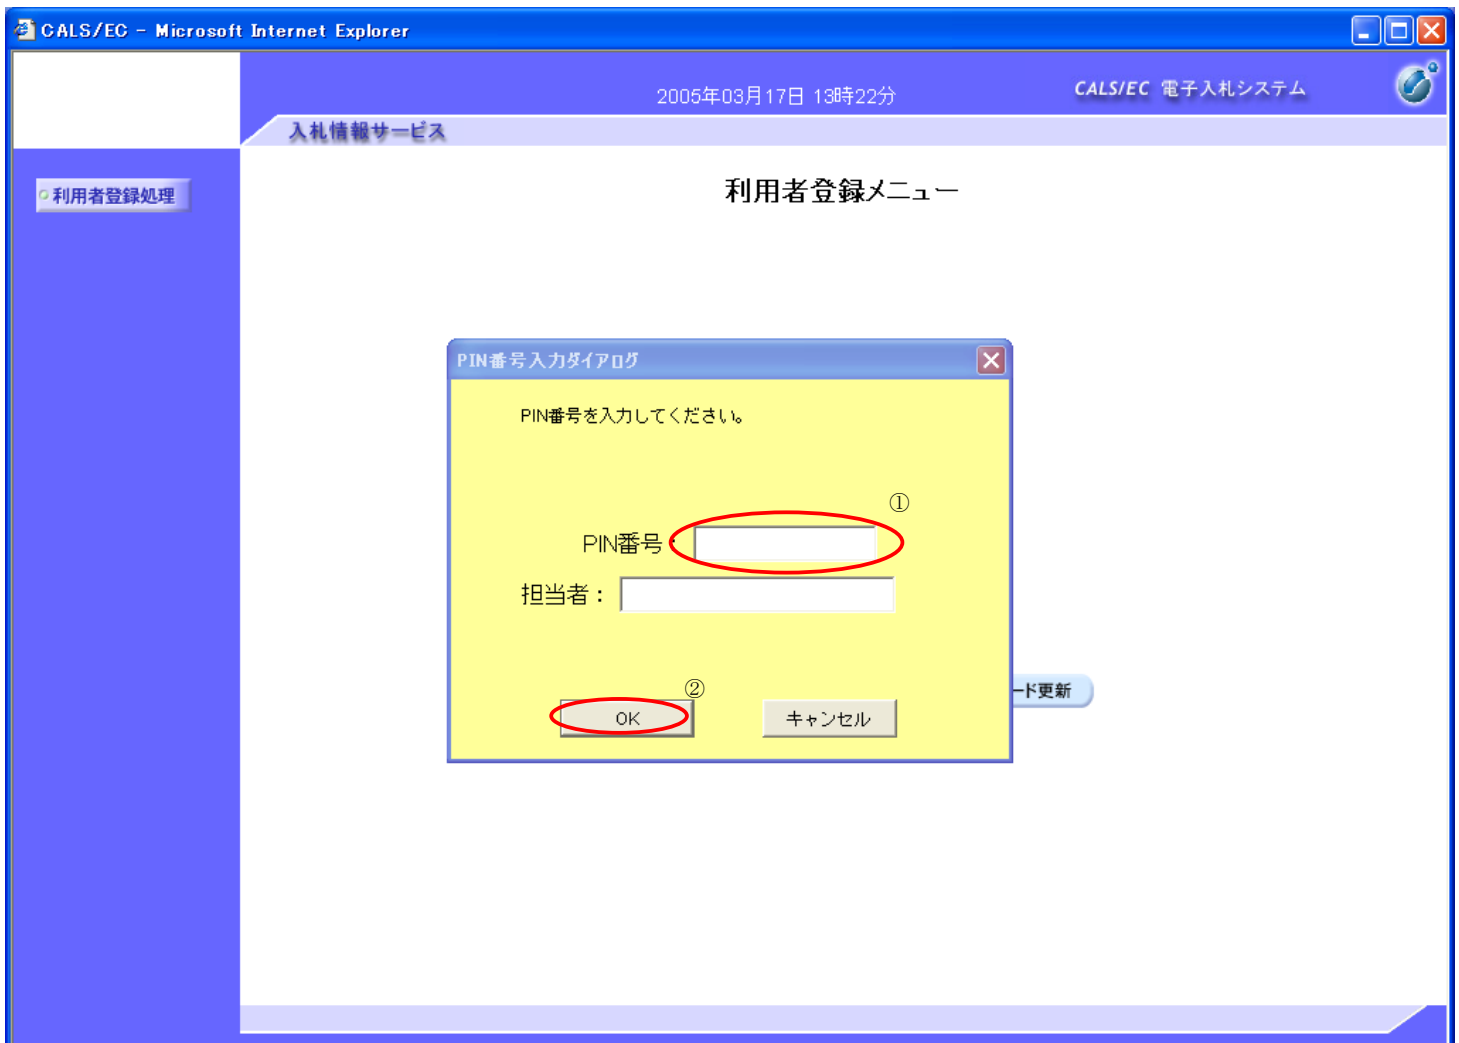 CALS/EC - Microsoft Internet Explorer
2005年03月17日 13時22分
CALS/EC 電子入札システム
入札情報サービス
利用者登録処理
利用者登録メニュー
PIN番号入力ダイアログ
PIN番号を入力してください。
①
PIN番号：
担当者：
②
OK
キャンセル
ード更新